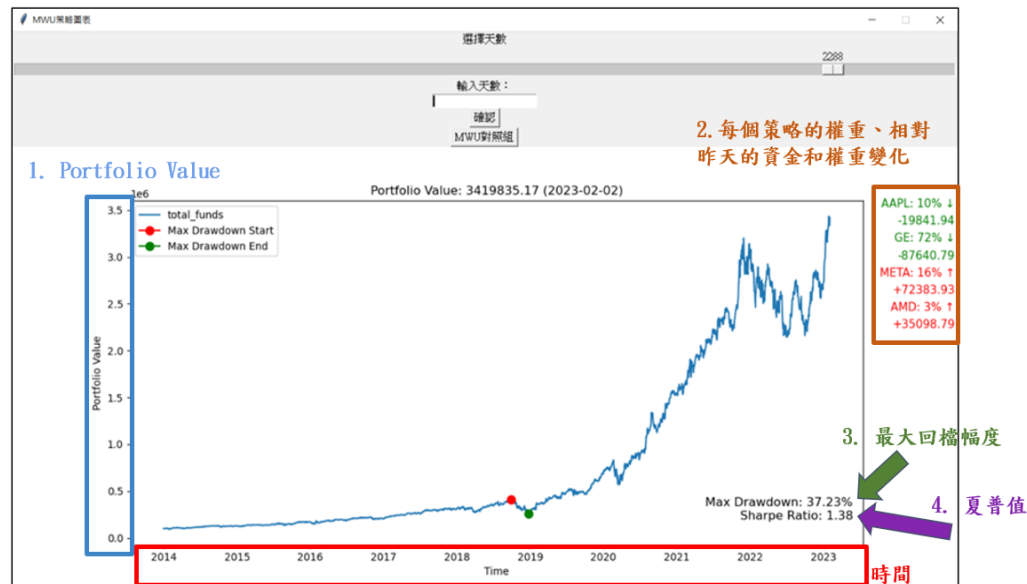 MWU策略圖表
選擇天數
2288
輸入天數：
確認
MWU對照組
2.每個策略的權重、相對
昨天的資金和權重變化
1. Portfolio Value
1e6
Portfolio Value: 3419835.17 (2023-02-02)
total_funds
Max Drawdown Start
Max Drawdown End
AAPL: 10% ↓
-19841.94
GE: 72% ↓
-87640.79
META: 16% ↑
+72383.93
AMD: 3% ↑
+35098.79
3.5
3.0
2.5
2.0
1.5
1.0
0.5
0.0
Portfolio Value
3. 最大回檔幅度
Max Drawdown: 37.23%
Sharpe Ratio: 1.38
4. 夏普值
2014 2015 2016 2017 2018 2019 2020 2021 2022 2023
Time
時間